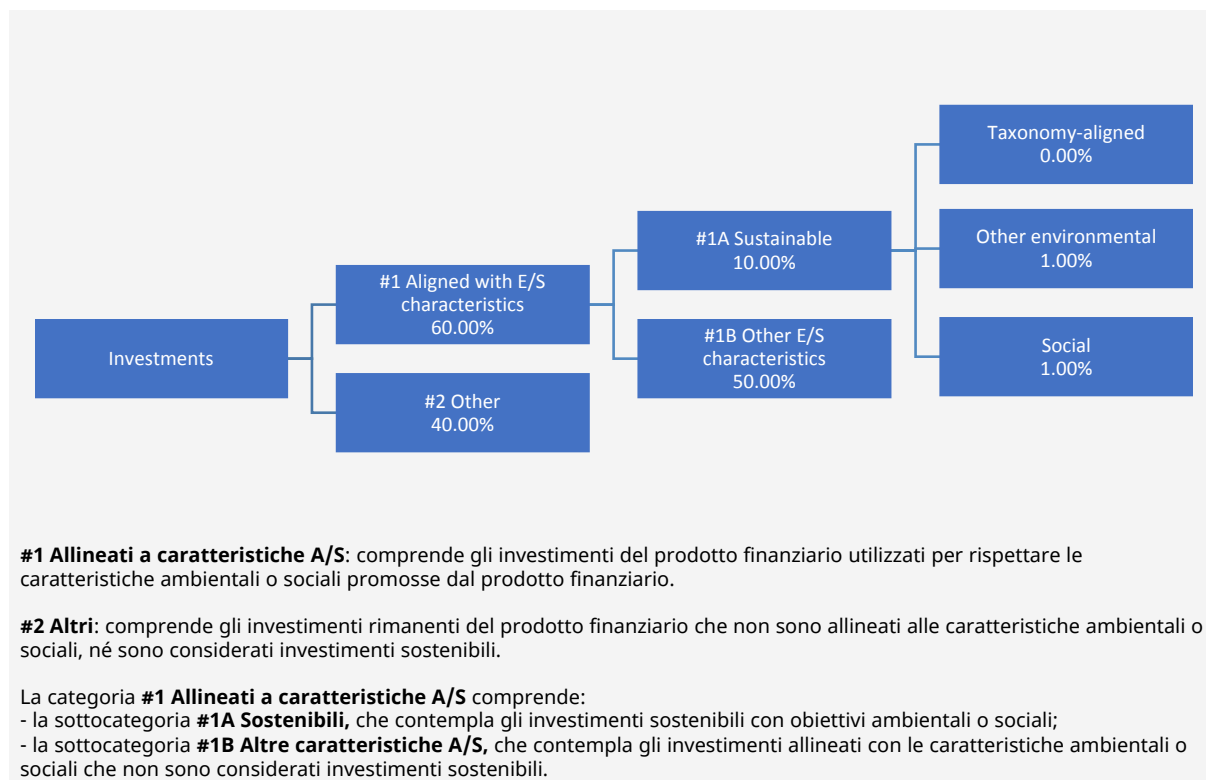 Investments
#1 Aligned with E/S
characteristics
60.00%
#2 Other
40.00%
#1A Sustainable
10.00%
#1B Other E/S
characteristics
50.00%
Taxonomy-aligned
0.00%
Other environmental
1.00%
Social
1.00%
#1 Allineati a caratteristiche A/S: comprende gli investimenti del prodotto finanziario utilizzati per rispettare le
caratteristiche ambientali o sociali promosse dal prodotto finanziario.
#2 Altri: comprende gli investimenti rimanenti del prodotto finanziario che non sono allineati alle caratteristiche ambientali o
sociali, né sono considerati investimenti sostenibili.
La categoria #1 Allineati a caratteristiche A/S comprende:
- la sottocategoria #1A Sostenibili, che contempla gli investimenti sostenibili con obiettivi ambientali o sociali;
- la sottocategoria #1B Altre caratteristiche A/S, che contempla gli investimenti allineati con le caratteristiche ambientali o
sociali che non sono considerati investimenti sostenibili.